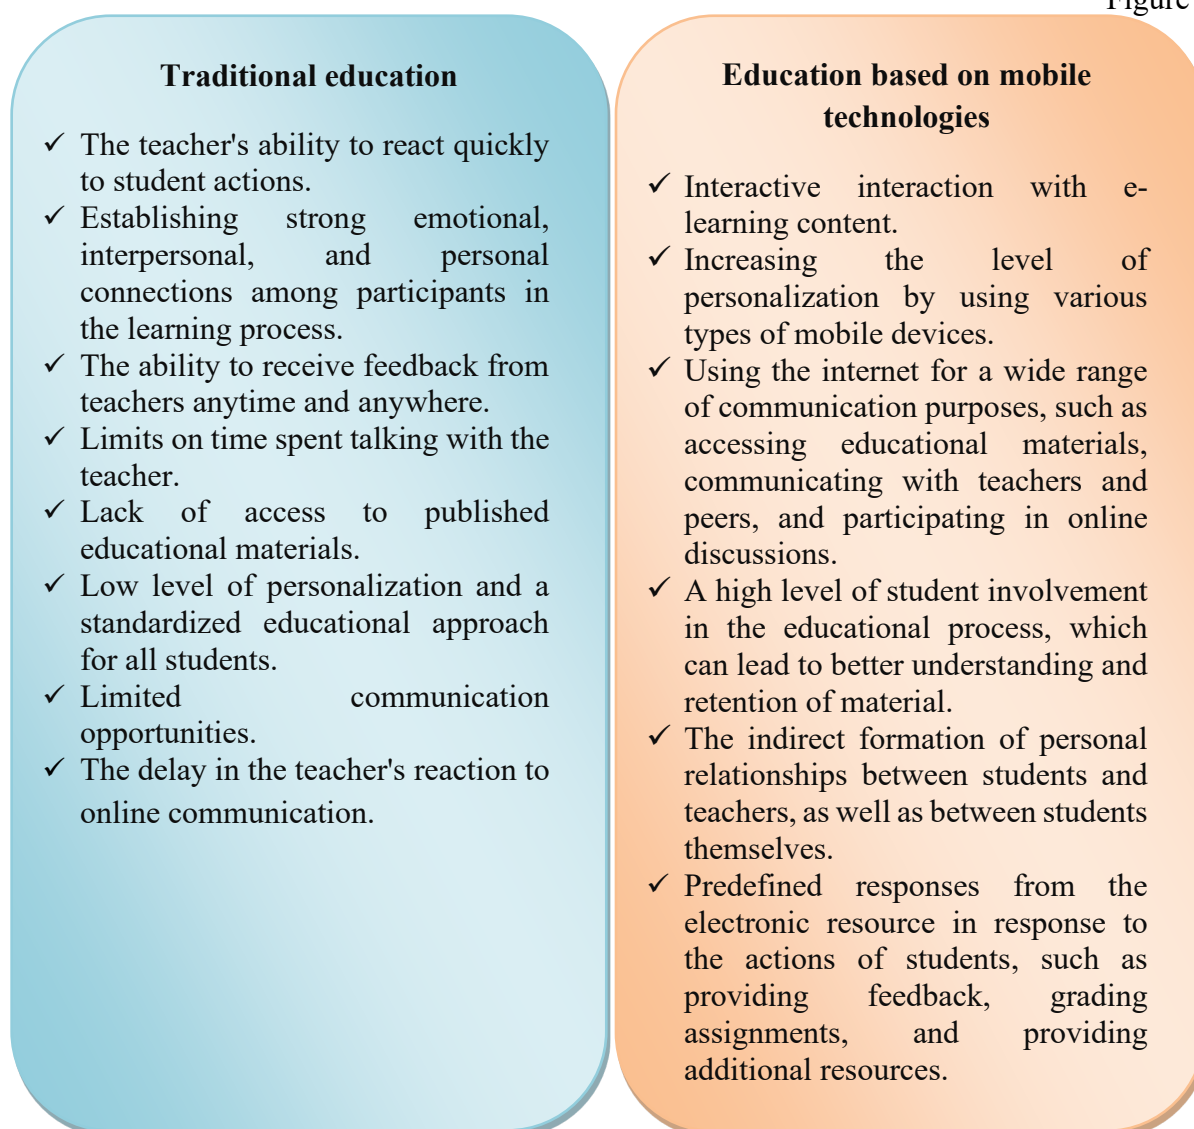 Figure
Traditional education
✓ The teacher's ability to react quickly
to student actions.
✓ Establishing strong emotional,
interpersonal, and personal
connections among participants in
the learning process.
✓ The ability to receive feedback from
teachers anytime and anywhere.
✓ Limits on time spent talking with the
teacher.
✓ Lack of access to published
educational materials.
✓ Low level of personalization and a
standardized educational approach
for all students.
✓ Limited communication
opportunities.
✓ The delay in the teacher's reaction to
online communication.
Education based on mobile
technologies
✓ Interactive interaction with e-
learning content.
✓ Increasing the level of
personalization by using various
types of mobile devices.
✓ Using the internet for a wide range
of communication purposes, such as
accessing educational materials,
communicating with teachers and
peers, and participating in online
discussions.
✓ A high level of student involvement
in the educational process, which
can lead to better understanding and
retention of material.
✓ The indirect formation of personal
relationships between students and
teachers, as well as between students
themselves.
✓ Predefined responses from the
electronic resource in response to
the actions of students, such as
providing feedback, grading
assignments, and providing
additional resources.